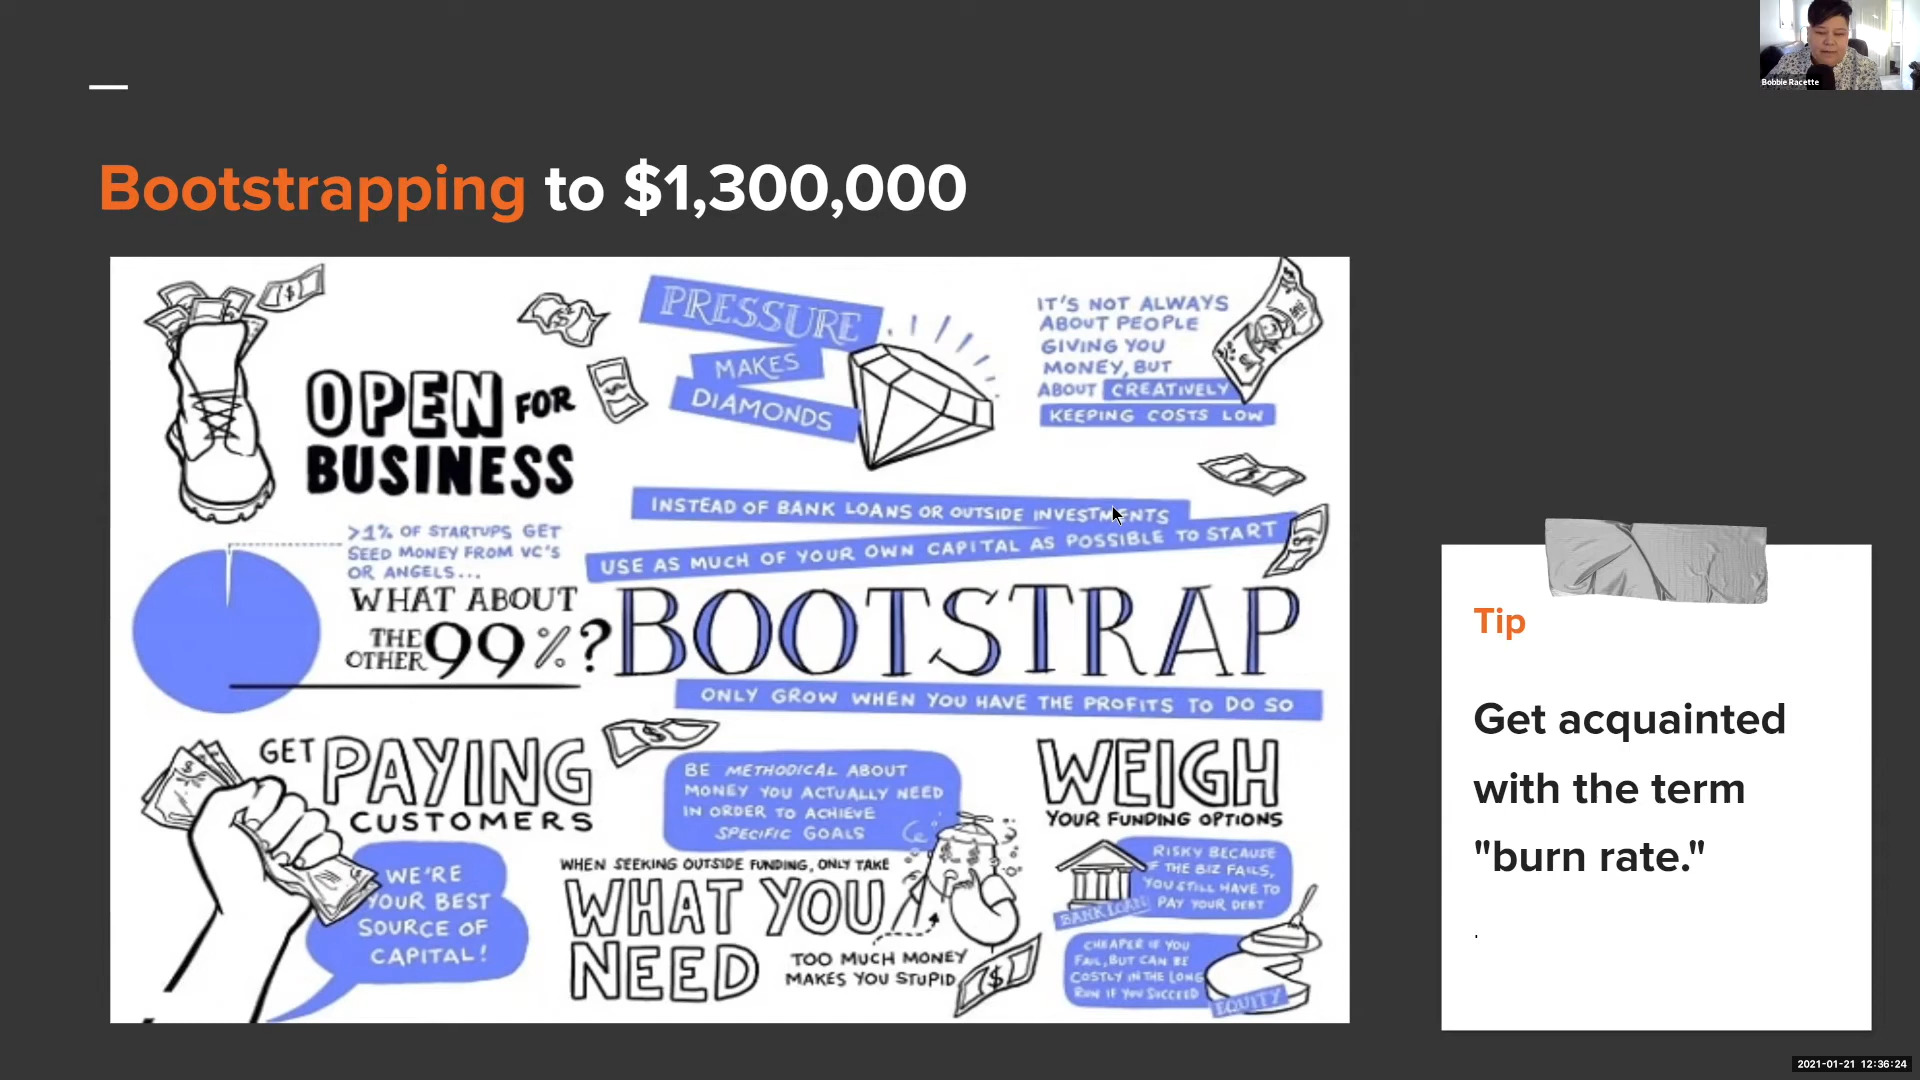 Bobbie Racette
Bootstrapping to $1,300,000
OPEN FOR
BUSINESS
PRESSURE
MAKES
DIAMONDS
IT'S NOT ALWAYS
ABOUT PEOPLE
GIVING YOU
MONEY, BUT
ABOUT CREATIVELY
KEEPING COSTS LOW
>1% OF STARTUPS GET
SEED MONEY FROM VC'S
OR ANGELS...
WHAT ABOUT
THE
OTHER 99%?
INSTEAD OF BANK LOANS OR OUTSIDE INVESTMENTS
USE AS MUCH OF YOUR OWN CAPITAL AS POSSIBLE TO START
BOOTSTRAP
ONLY GROW WHEN YOU HAVE THE PROFITS TO DO SO
GET PAYING
CUSTOMERS
WE'RE
YOUR BEST
SOURCE OF
CAPITAL!
BE METHODICAL ABOUT
MONEY YOU ACTUALLY NEED
IN ORDER TO ACHIEVE
SPECIFIC GOALS
WHEN SEEKING OUTSIDE FUNDING, ONLY TAKE
WHAT YOU
NEED
TOO MUCH MONEY
MAKES YOU STUPID
WEIGH
YOUR FUNDING OPTIONS
RISKY BECAUSE
IF THE BIZ FAILS,
YOU STILL HAVE TO
PAY YOUR DEBT
BANK LOAN
CHEAPER IF YOU
FAIL, BUT CAN BE
COSTLY IN THE LONG
RUN IF YOU SUCCEED
EQUITY
Tip
Get acquainted
with the term
"burn rate."
.
2021-01-21 12:36:24